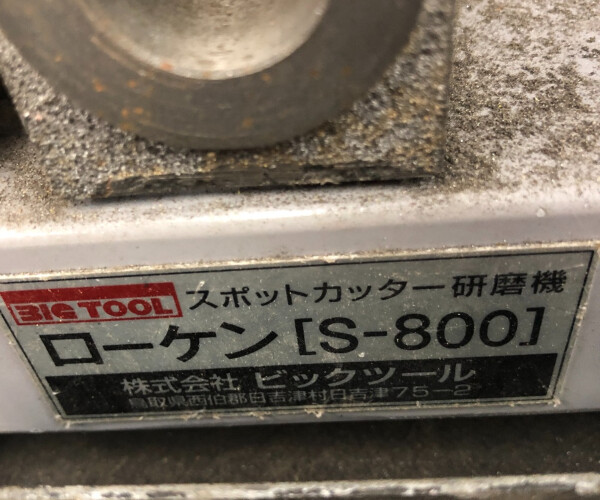 BIG TOOL スポットカッター研磨機
ローケン[S-800]
株式会社 ビックツール
鳥取県西伯郡日吉津村日吉津75-2